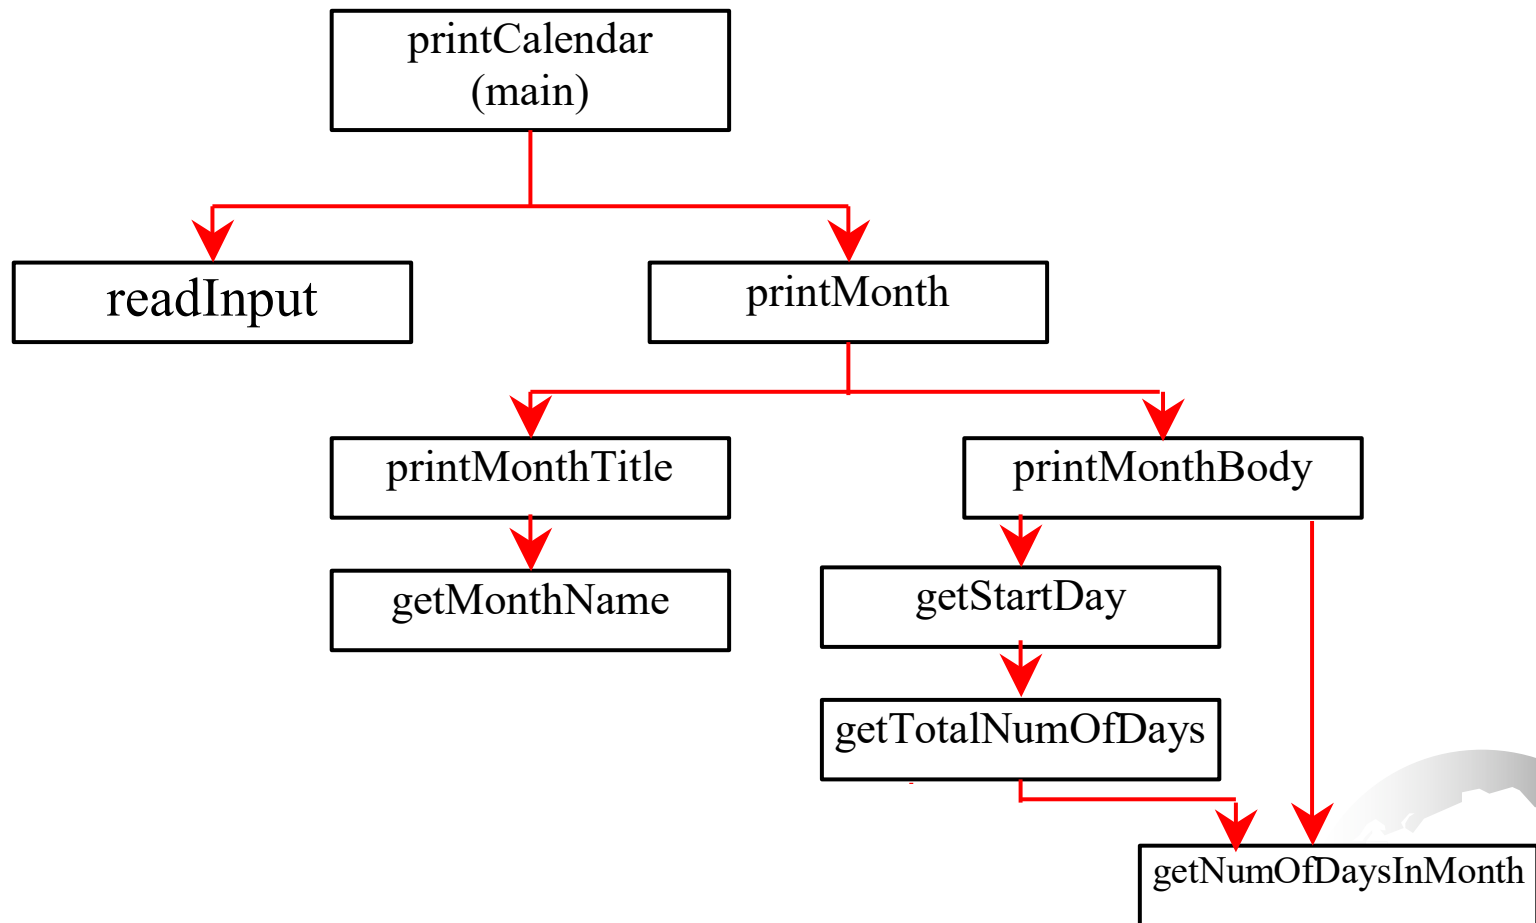 printCalendar
(main)
readInput
printMonth
printMonthTitle
printMonthBody
getMonthName
getStartDay
getTotalNumOfDays
getNumOfDaysInMonth